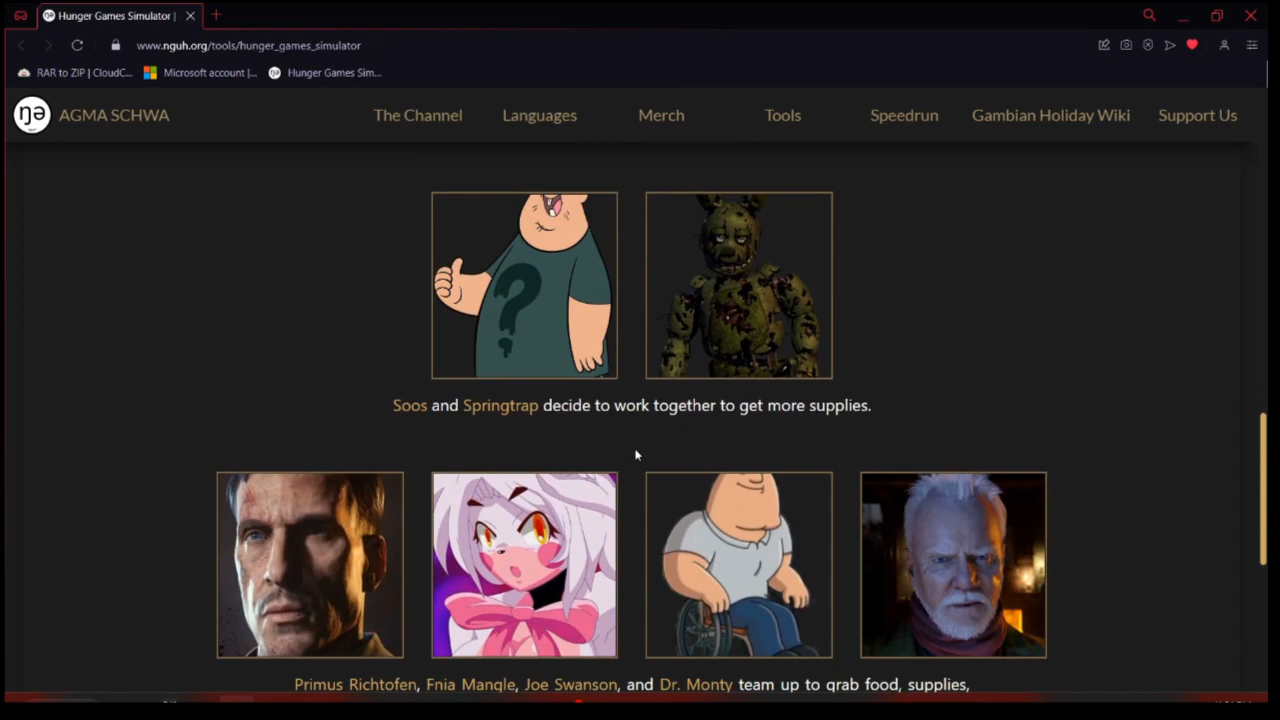 Hunger Games Simulator |
www.nguh.org/tools/hunger_games_simulator
RAR to ZIP | CloudC... Microsoft account |... Hunger Games Sim...
ŋə AGMA SCHWA The Channel Languages Merch Tools Speedrun Gambian Holiday Wiki Support Us
?
Soos and Springtrap decide to work together to get more supplies.
Primus Richtofen, Fnia Mangle, Joe Swanson, and Dr. Monty team up to grab food, supplies,